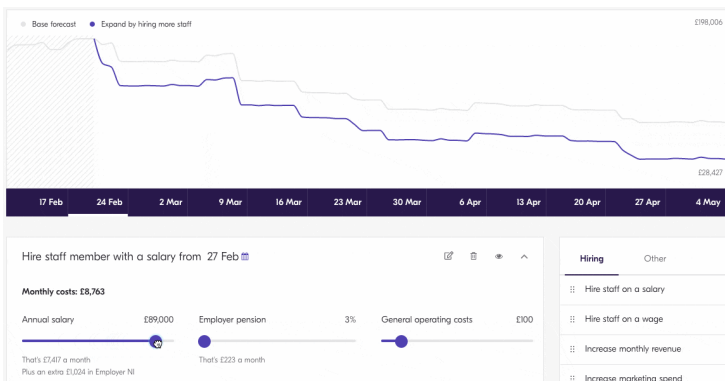 Base forecast Expand by hiring more staff £198,006
£28,427
17 Feb 24 Feb 2 Mar 9 Mar 16 Mar 23 Mar 30 Mar 6 Apr 13 Apr 20 Apr 27 Apr 4 May
Hire staff member with a salary from 27 Feb
Monthly costs: £8,763
Annual salary £89,000 Employer pension 3% General operating costs £100
That's £7,417 a month That's £223 a month
Plus an extra £1,024 in Employer NI
Hiring Other
Hire staff on a salary
Hire staff on a wage
Increase monthly revenue
Increase marketing spend